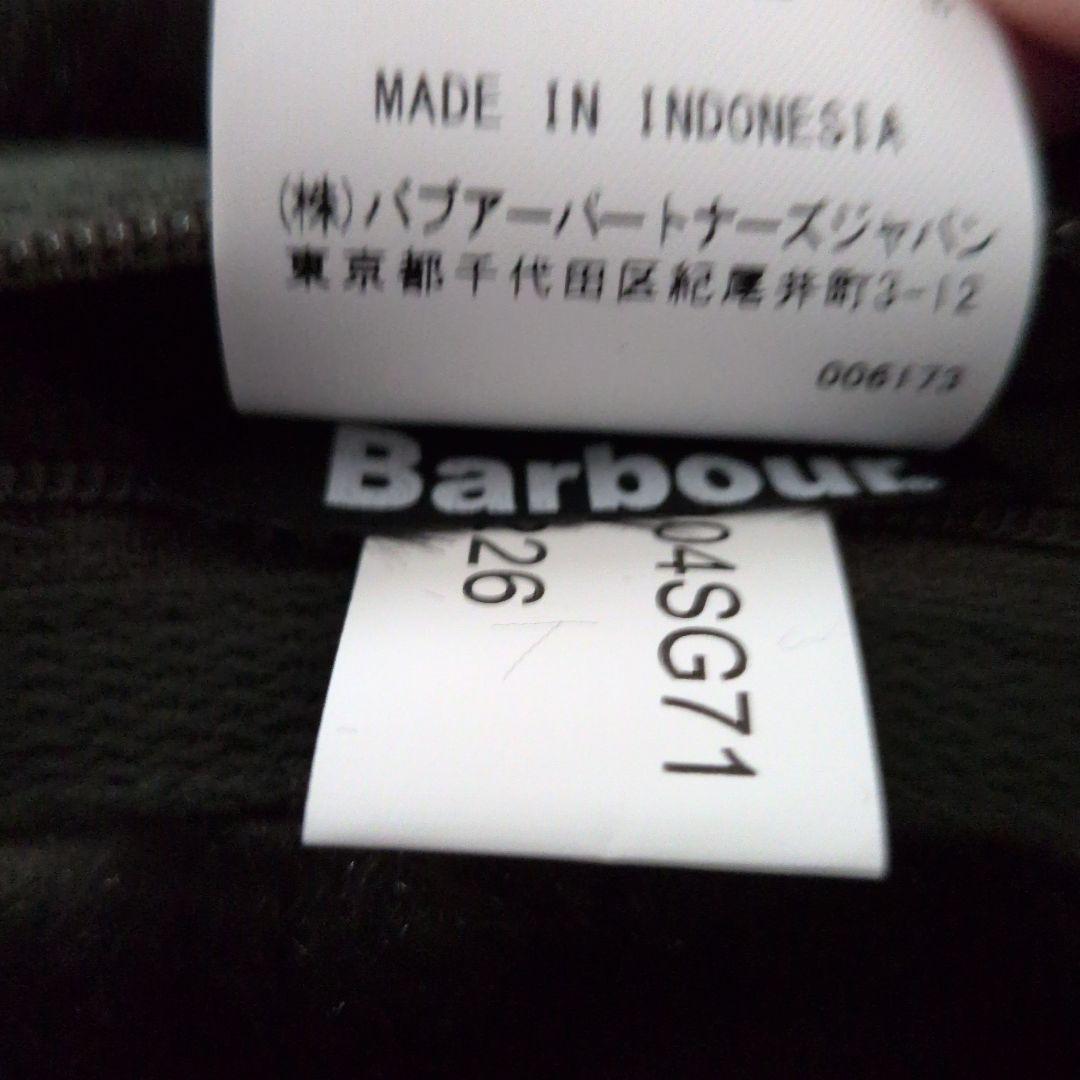 MADE IN INDONESIA
(株)バブアーパートナーズジャパン
東京都千代田区紀尾井町3-12
006173
Barbour.
04SG71
26